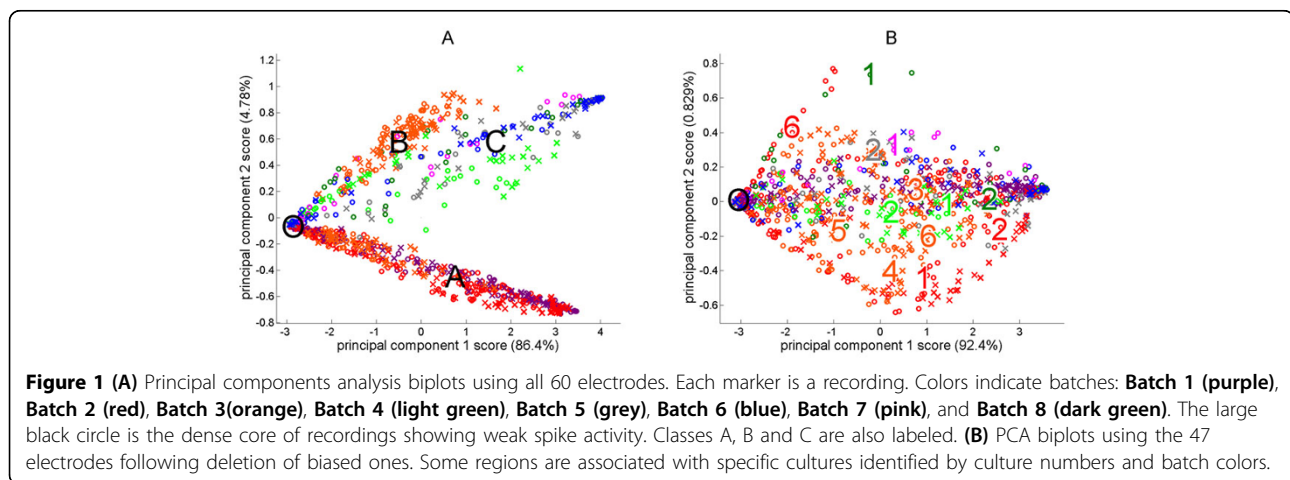 A
B
principal component 2 score (4.78%)
1.2
1
0.8
0.6
0.4
0.2
0
-0.2
-0.4
-0.6
-0.8
B
C
O
A
-3 -2 -1 0 1 2 3 4
principal component 1 score (86.4%)
principal component 2 score (0.829%)
0.8
0.6
0.4
0.2
0
-0.2
-0.4
-0.6
1
6
2 1
O
3
2 1 2
5 6 2
4 1
-3 -2 -1 0 1 2 3
principal component 1 score (92.4%)
Figure 1 (A) Principal components analysis biplots using all 60 electrodes. Each marker is a recording. Colors indicate batches: Batch 1 (purple),
Batch 2 (red), Batch 3(orange), Batch 4 (light green), Batch 5 (grey), Batch 6 (blue), Batch 7 (pink), and Batch 8 (dark green). The large
black circle is the dense core of recordings showing weak spike activity. Classes A, B and C are also labeled. (B) PCA biplots using the 47
electrodes following deletion of biased ones. Some regions are associated with specific cultures identified by culture numbers and batch colors.